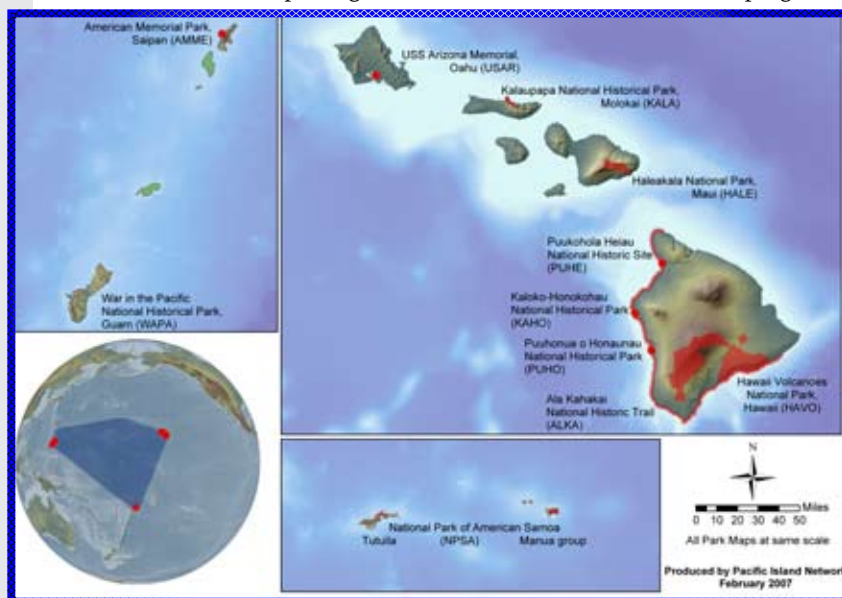 American Memorial Park,
Saipan (AMME)
War in the Pacific
National Historical Park,
Guam (WAPA)
USS Arizona Memorial,
Oahu (USAR)
Kalaupapa National Historical Park,
Molokai (KALA)
Haleakala National Park,
Maui (HALE)
Puukohola Heiau
National Historic Site
(PUHE)
Kaloko-Honokohau
National Historical Park
(KAHO)
Puuhonua o Honaunau
National Historical Park
(PUHO)
Ala Kahakai
National Historic Trail
(ALKA)
Hawaii Volcanoes
National Park,
Hawaii (HAVO)
National Park of American Samoa
Tutuila (NPSA) Manua group
N
Miles
0 10 20 30 40 50
All Park Maps at same scale
Produced by Pacific Island Network
February 2007